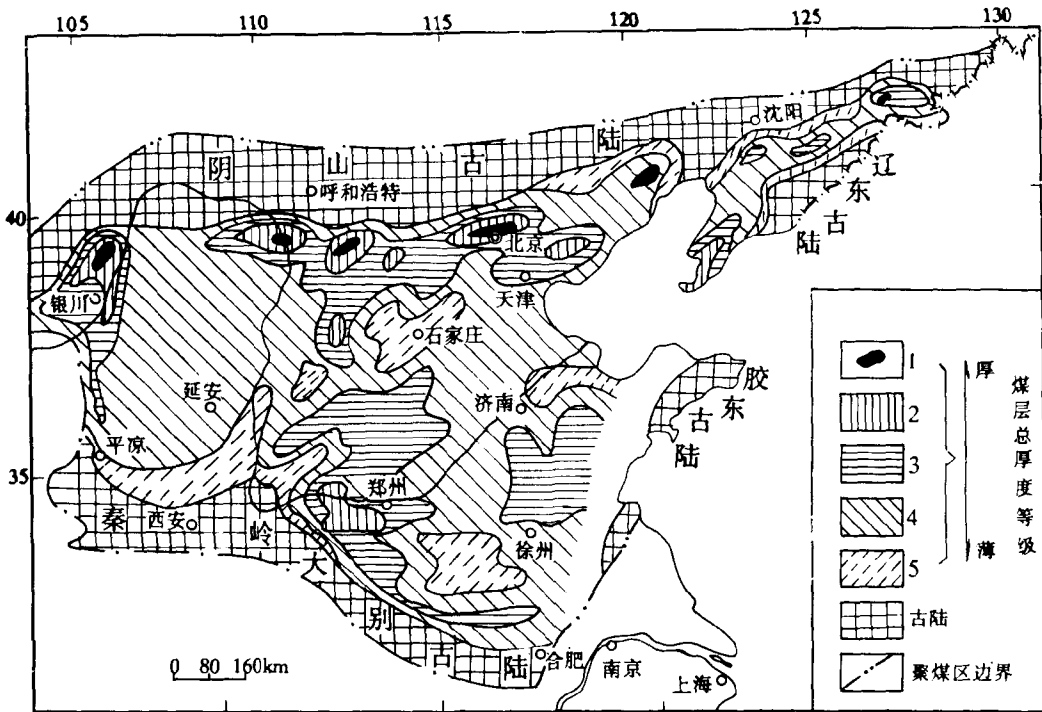 105 110 115 120 125 130
沈阳
阴山古陆
呼和浩特
辽东古陆
40
北京
银川
天津
石家庄
延安
济南
胶东古陆
平凉
35
郑州
秦岭大别古陆
西安
徐州
0 80 160km
合肥
南京
上海
1
2
3
4
5
厚
薄
煤层总厚度等级
古陆
聚煤区边界